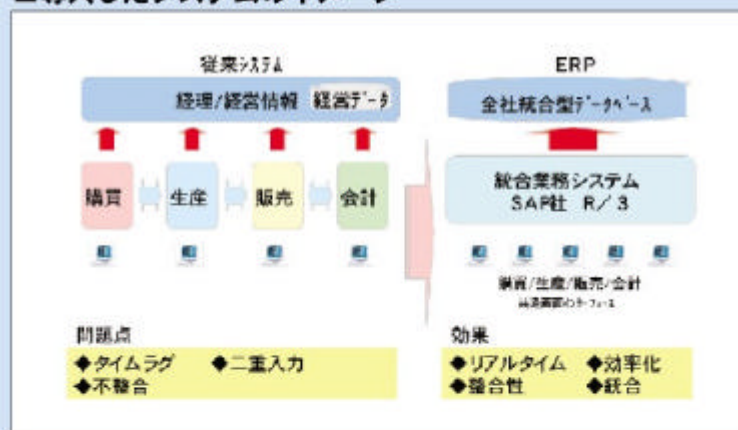 従来システム
経理/経営情報 経営データ
購買
生産
販売
会計
問題点
◆タイムラグ ◆二重入力
◆不整合
ERP
全社統合型データベース
統合業務システム
SAP社 R/3
購買/生産/販売/会計
効果
◆リアルタイム ◆効率化
◆整合性 ◆統合